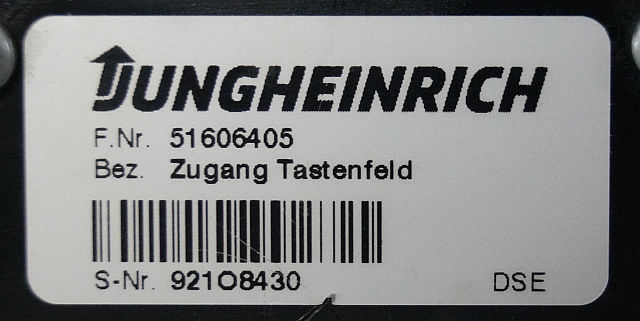 JUNGHEINRICH
F.Nr. 51606405
Bez. Zugang Tastenfeld
S-Nr. 92108430 DSE